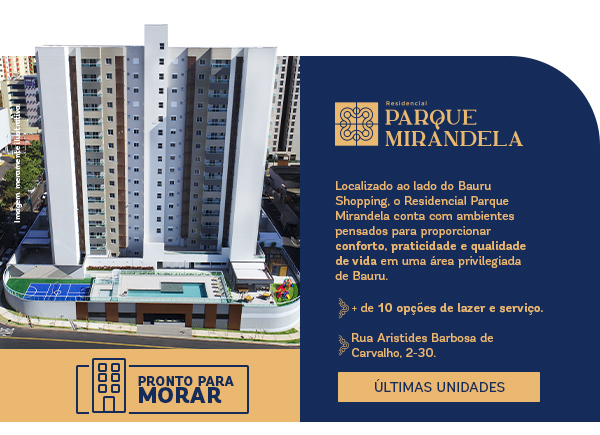 Imagem meramente ilustrativa
Residencial
PARQUE
MIRANDELA
Localizado ao lado do Bauru
Shopping, o Residencial Parque
Mirandela conta com ambientes
pensados para proporcionar
conforto, praticidade e qualidade
de vida em uma área privilegiada
de Bauru.
+ de 10 opções de lazer e serviço.
Rua Aristides Barbosa de
Carvalho, 2-30.
PRONTO PARA
MORAR
ÚLTIMAS UNIDADES